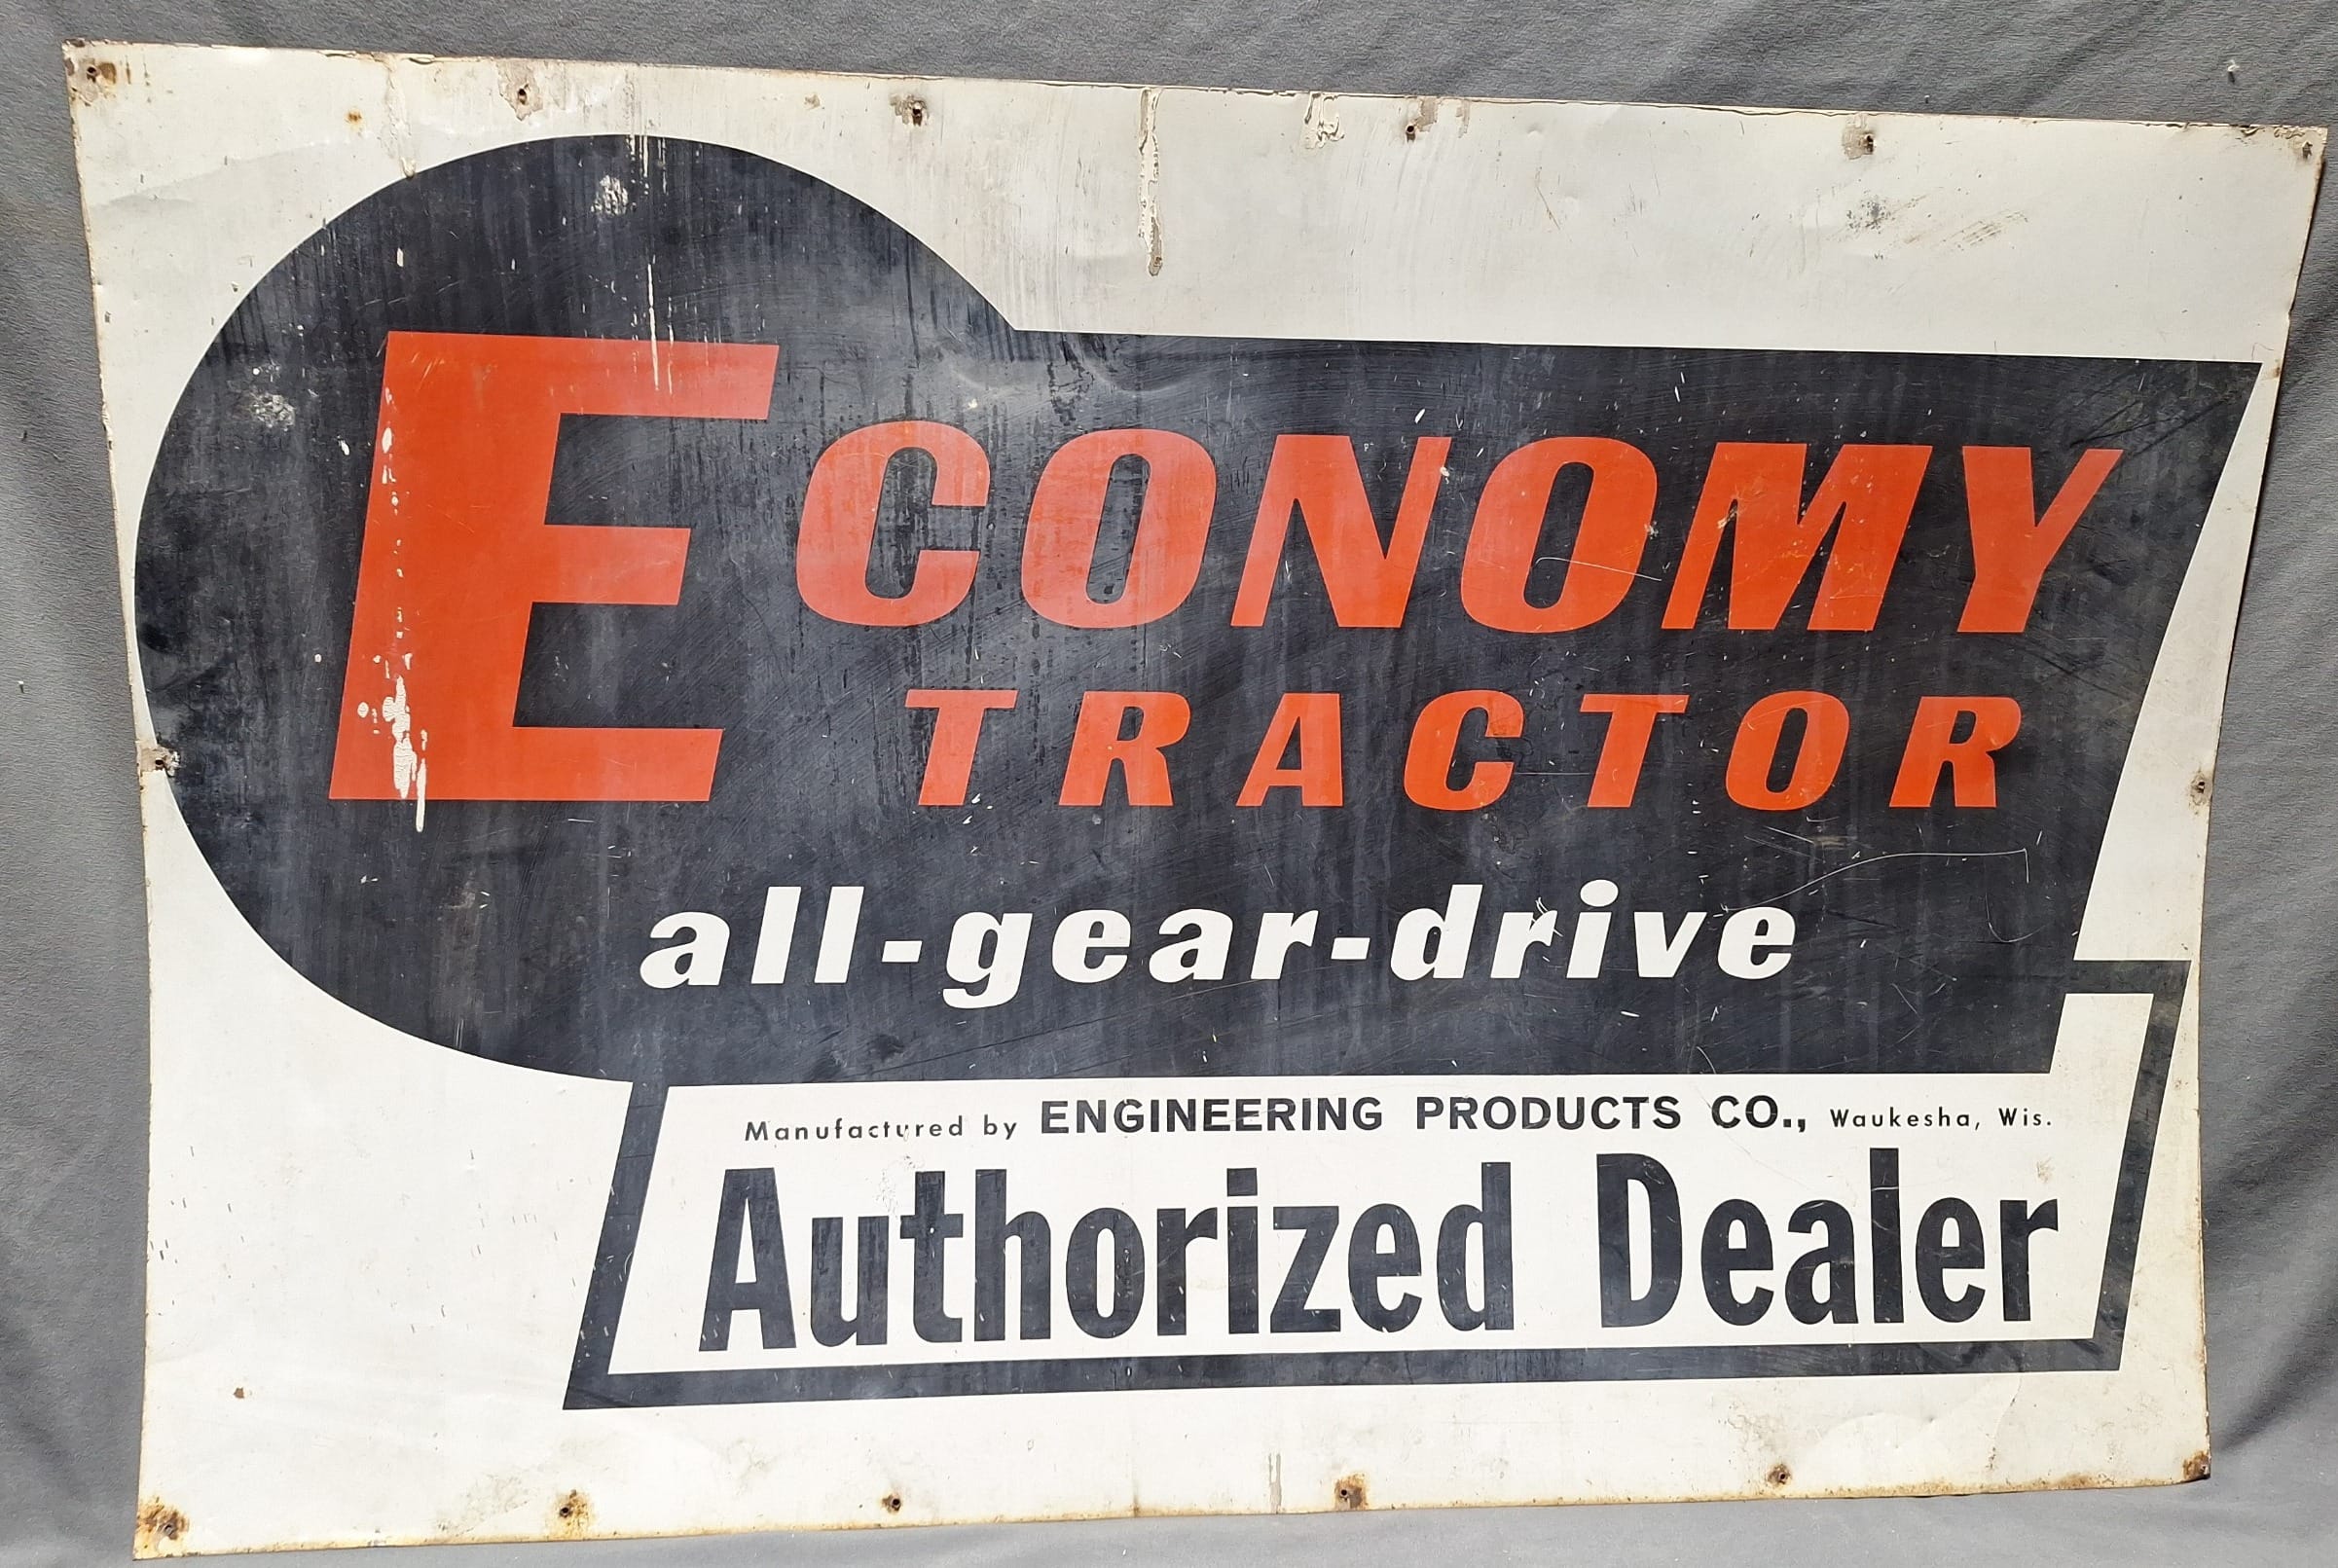 ECONOMY
TRACTOR
all-gear-drive
Manufactured by ENGINEERING PRODUCTS CO., Waukesha, Wis.
Authorized Dealer